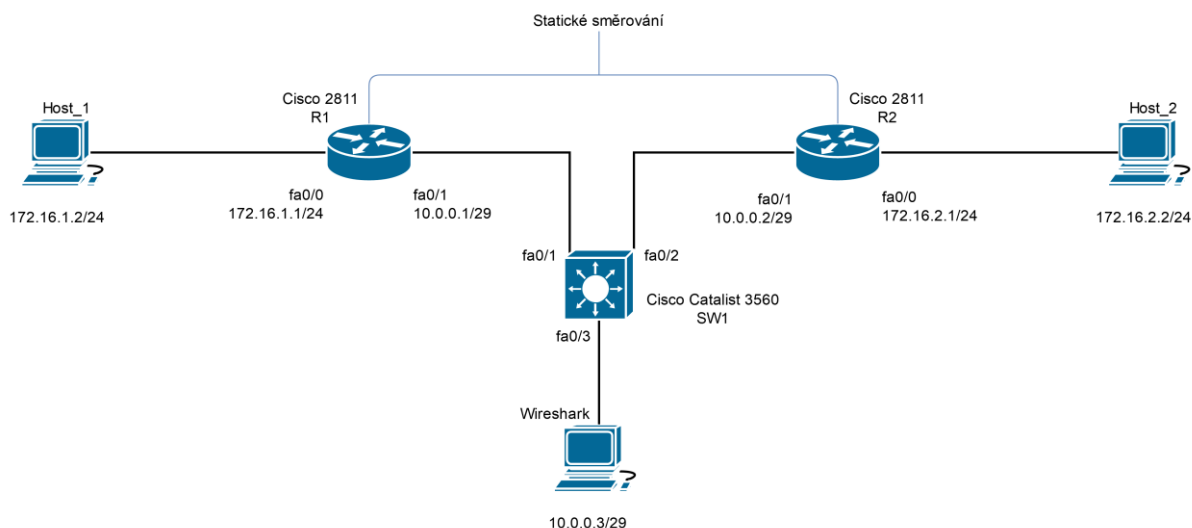 Statické směrování
Cisco 2811
R1
Cisco 2811
R2
Host_1
Host_2
fa0/0
172.16.1.1/24
fa0/1
10.0.0.1/29
fa0/1
10.0.0.2/29
fa0/0
172.16.2.1/24
172.16.1.2/24
172.16.2.2/24
fa0/1
fa0/2
Cisco Catalist 3560
SW1
fa0/3
Wireshark
10.0.0.3/29